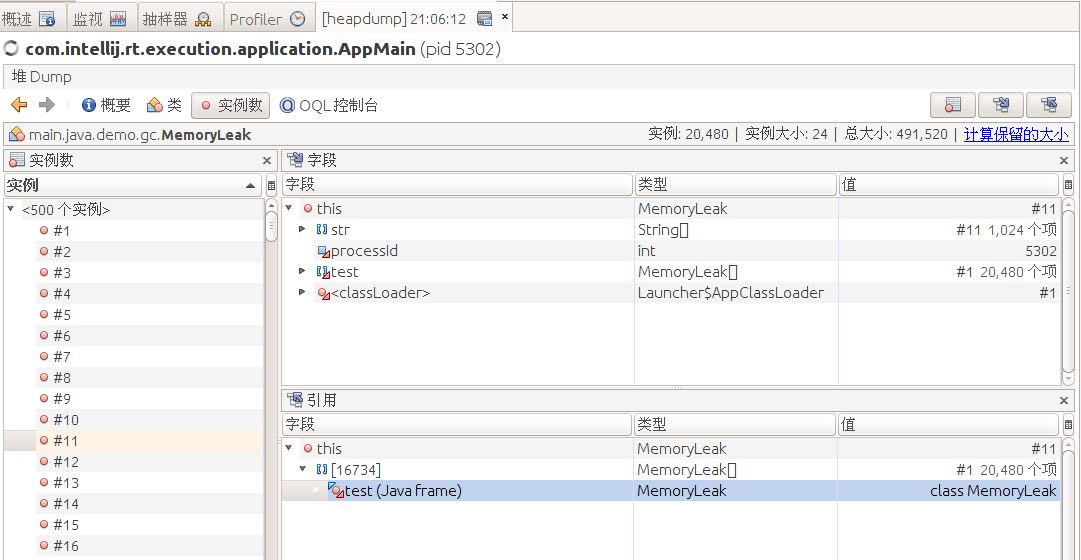 概述 监视 抽样器 Profiler [heapdump] 21:06:12 ×
com.intellij.rt.execution.application.AppMain (pid 5302)
堆 Dump
概要 类 实例数 OQL 控制台
main.java.demo.gc.MemoryLeak 实例: 20,480 | 实例大小: 24 | 总大小: 491,520 | 计算保留的大小
实例数 ×
实例
<500 个实例>
#1
#2
#3
#4
#5
#6
#7
#8
#9
#10
#11
#12
#13
#14
#15
#16
字段 ×
字段 类型 值
this MemoryLeak #11
str String[] #11 1,024 个项
processId int 5302
test MemoryLeak[] #1 20,480 个项
<classLoader> Launcher$AppClassLoader #1
引用 ×
字段 类型 值
this MemoryLeak #11
[16734] MemoryLeak[] #1 20,480 个项
test (Java frame) MemoryLeak class MemoryLeak